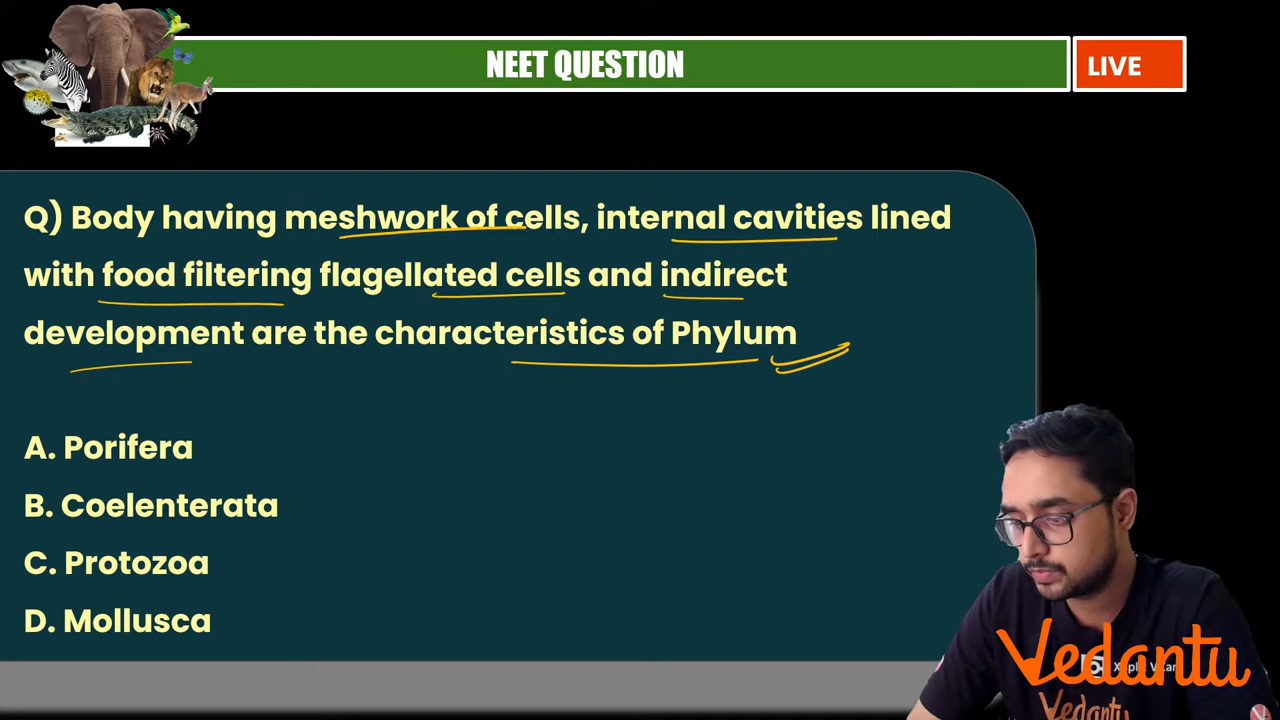 NEET QUESTION
LIVE
Q) Body having meshwork of cells, internal cavities lined
with food filtering flagellated cells and indirect
development are the characteristics of Phylum
A. Porifera
B. Coelenterata
C. Protozoa
D. Mollusca
Vedantu
Vedantu